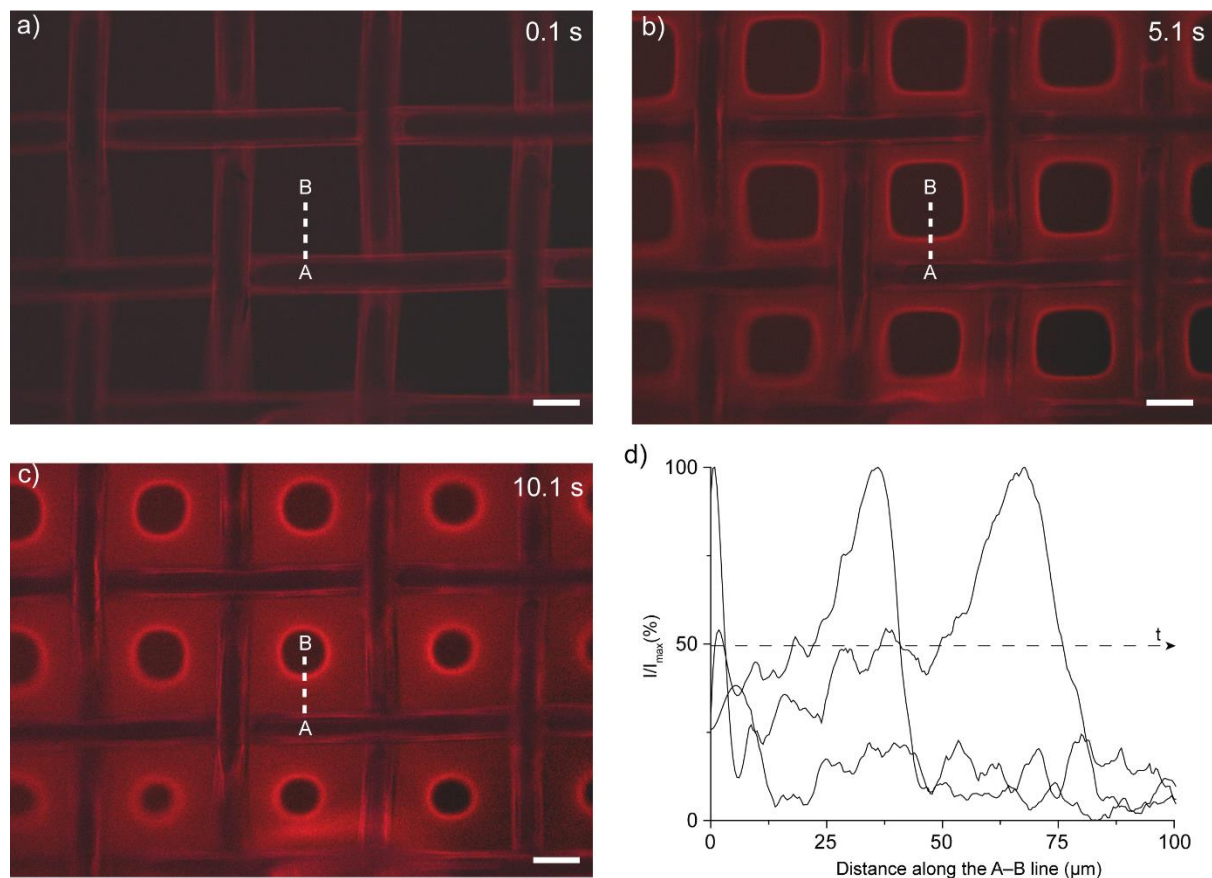 a)
0.1 s
B
A
b)
5.1 s
B
A
c)
10.1 s
B
A
d)
100
50
0
I/Imax(%)
t
0
25
50
75
100
Distance along the A–B line (µm)